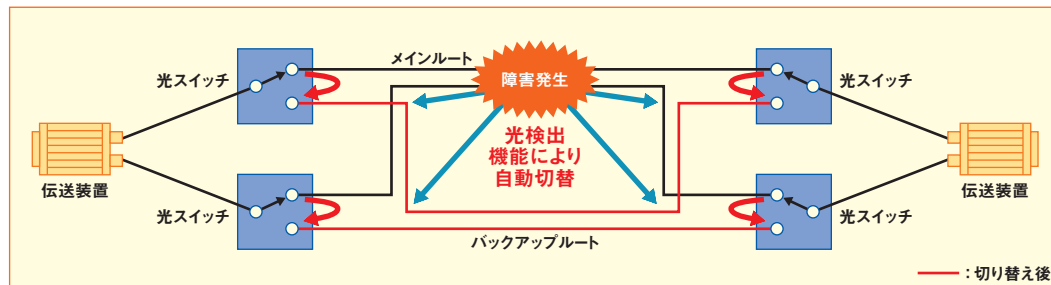 メインルート
障害発生
光スイッチ
光スイッチ
光検出
機能により
自動切替
伝送装置
伝送装置
光スイッチ
光スイッチ
バックアップルート
：切り替え後